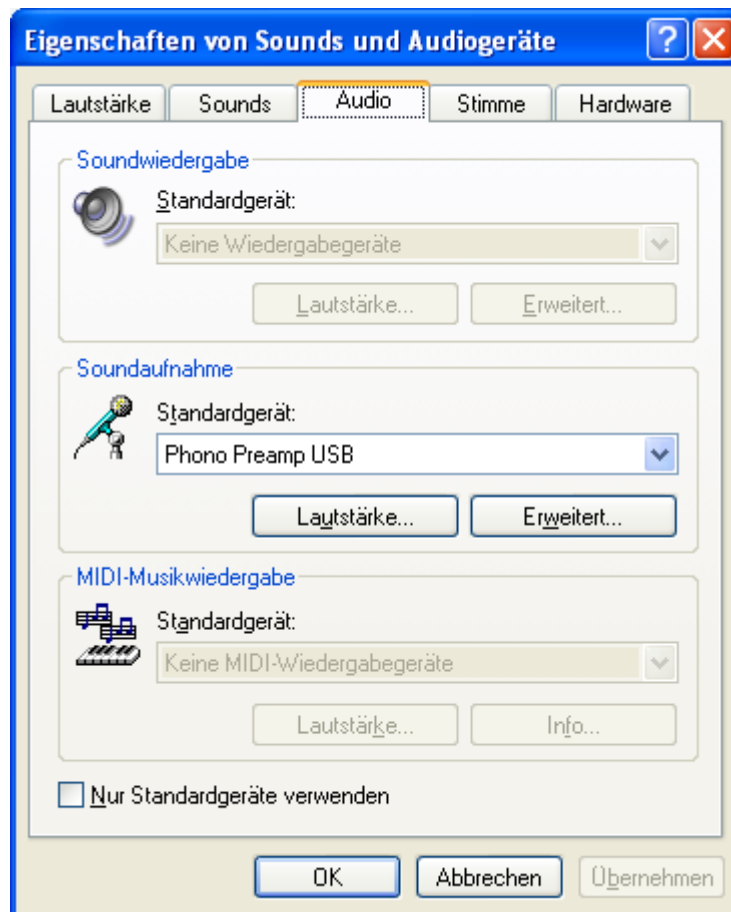 Eigenschaften von Sounds und Audiogeräte
Lautstärke Sounds Audio Stimme Hardware
Soundwiedergabe
Standardgerät:
Keine Wiedergabegeräte
Lautstärke... Erweitert...
Soundaufnahme
Standardgerät:
Phono Preamp USB
Lautstärke... Erweitert...
MIDI-Musikwiedergabe
Standardgerät:
Keine MIDI-Wiedergabegeräte
Lautstärke... Info...
Nur Standardgeräte verwenden
OK Abbrechen Übernehmen